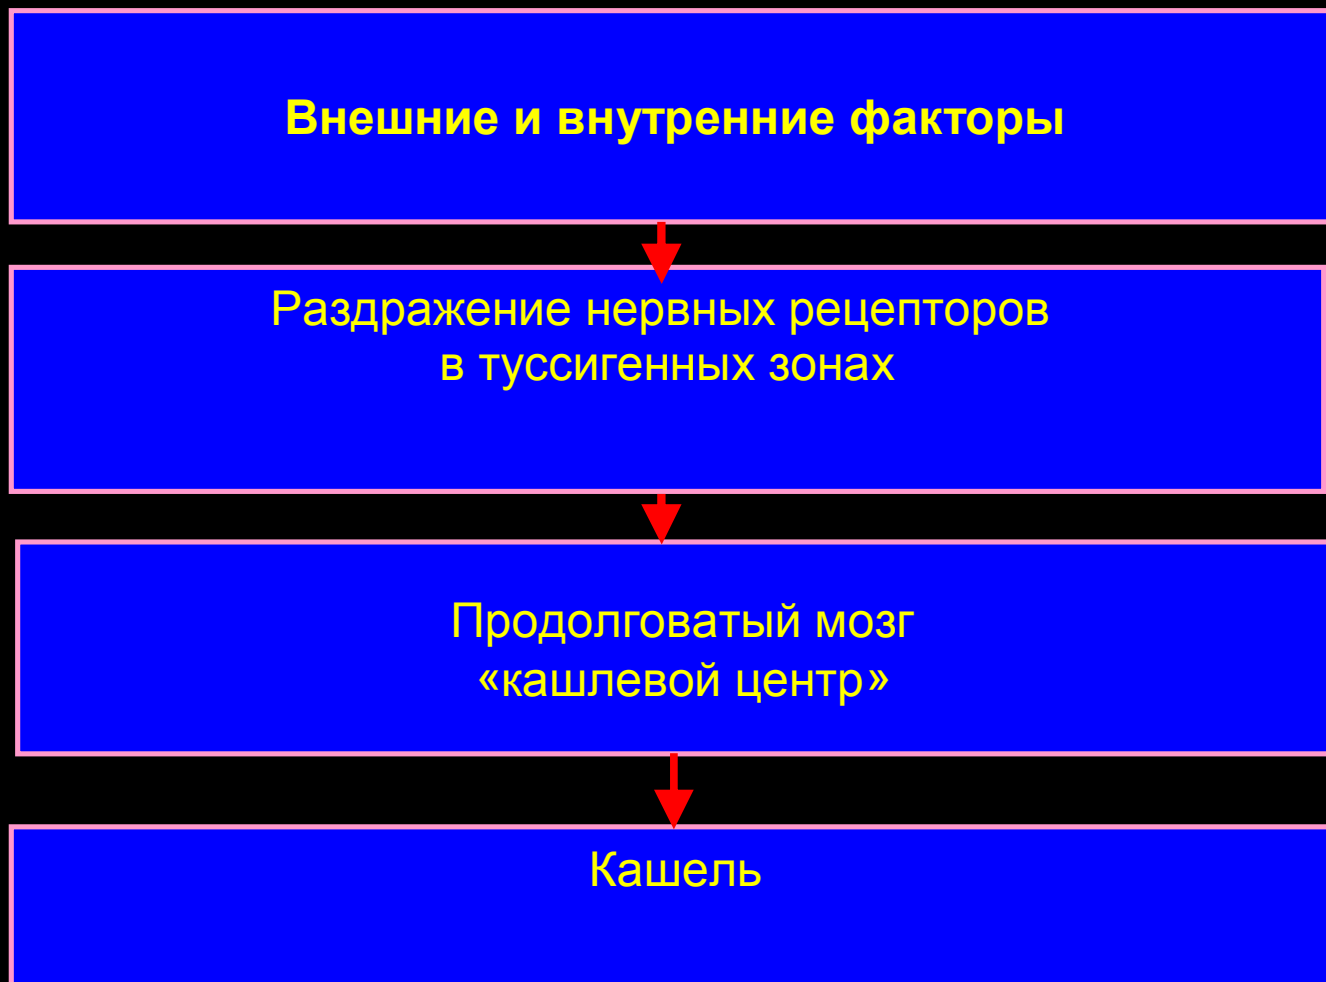 Внешние и внутренние факторы
Раздражение нервных рецепторов
в туссигенных зонах
Продолговатый мозг
«кашлевой центр»
Кашель